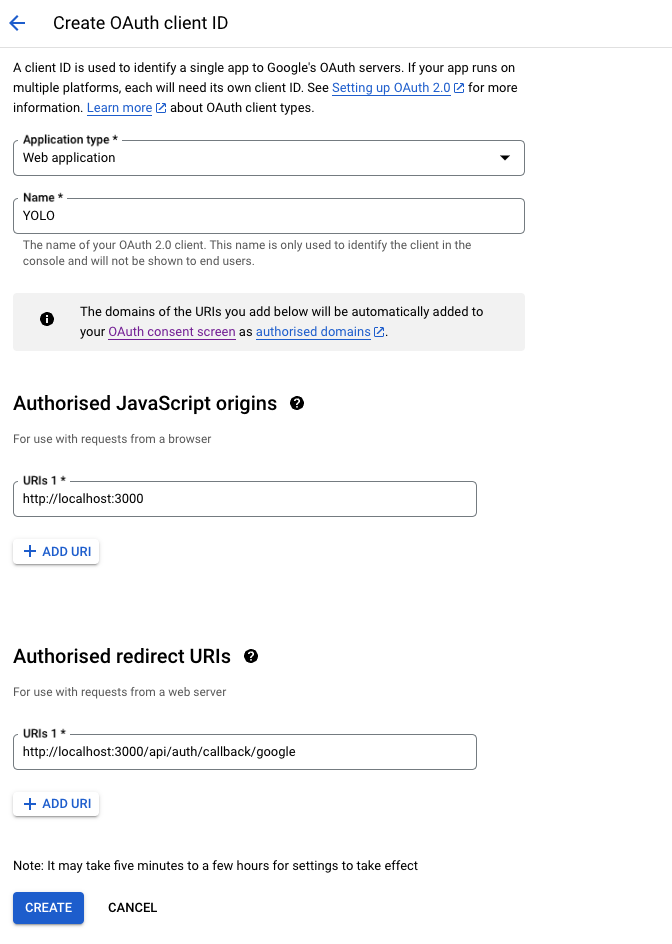 Create OAuth client ID
A client ID is used to identify a single app to Google's OAuth servers. If your app runs on
multiple platforms, each will need its own client ID. See Setting up OAuth 2.0 for more
information. Learn more about OAuth client types.
Application type *
Web application
Name *
YOLO
The name of your OAuth 2.0 client. This name is only used to identify the client in the
console and will not be shown to end users.
The domains of the URIs you add below will be automatically added to
your OAuth consent screen as authorised domains.
Authorised JavaScript origins
For use with requests from a browser
URIs 1 *
http://localhost:3000
ADD URI
Authorised redirect URIs
For use with requests from a web server
URIs 1 *
http://localhost:3000/api/auth/callback/google
ADD URI
Note: It may take five minutes to a few hours for settings to take effect
CREATE CANCEL